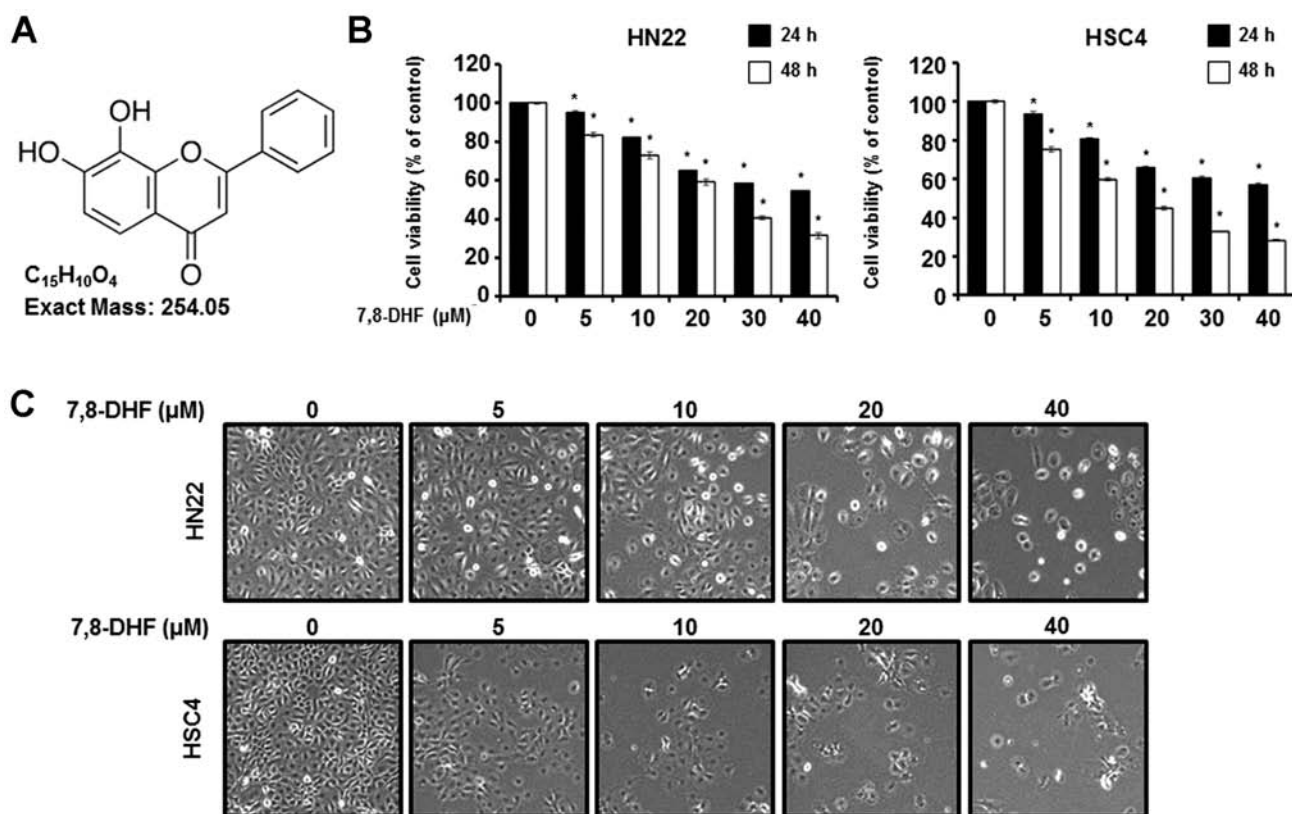 A
OH
HO
O
O
C15H10O4
Exact Mass: 254.05
B
HN22
24 h
48 h
Cell viability (% of control)
120
100
80
60
40
20
0
* * * * * * * * * *
7,8-DHF (μM)
0 5 10 20 30 40
HSC4
24 h
48 h
Cell viability (% of control)
120
100
80
60
40
20
0
* * * * * * * * * *
0 5 10 20 30 40
C
7,8-DHF (μM) 0 5 10 20 40
HN22
7,8-DHF (μM) 0 5 10 20 40
HSC4